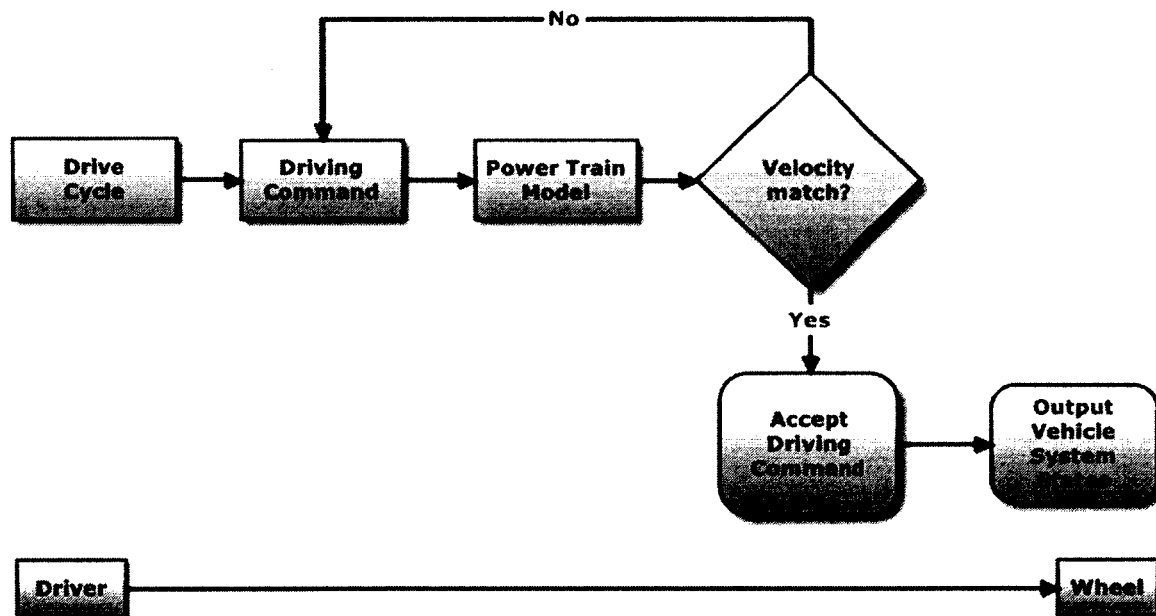 No
Drive
Cycle
Driving
Command
Power Train
Model
Velocity
match?
Yes
Accept
Driving
Command
Output
Vehicle
System
States
Driver
Wheel